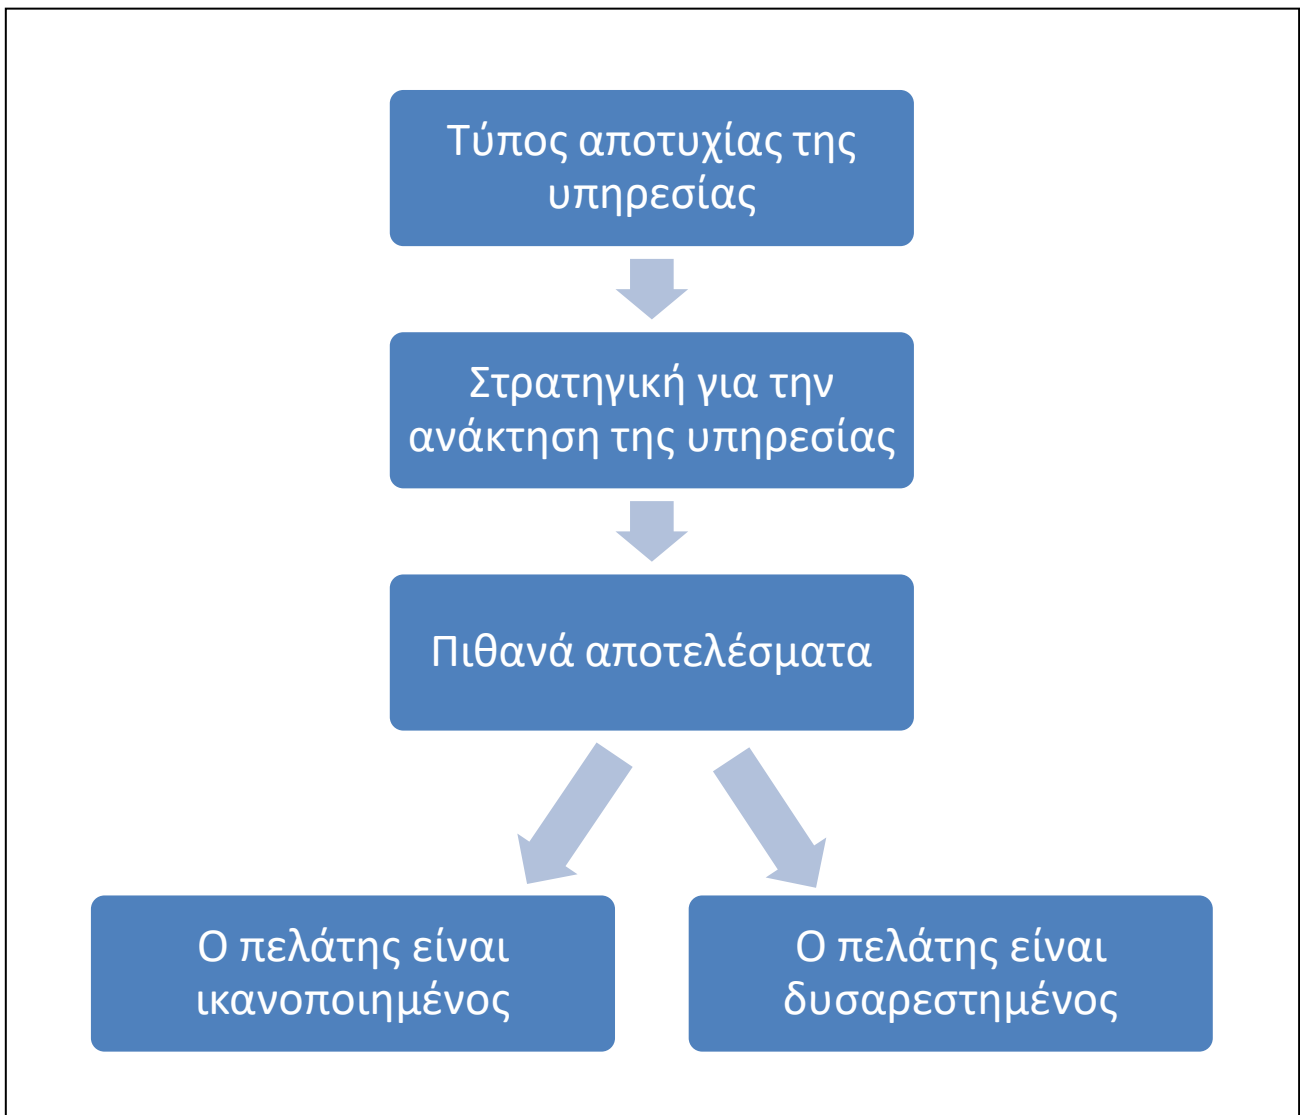 Τύπος αποτυχίας της
υπηρεσίας
Στρατηγική για την
ανάκτηση της υπηρεσίας
Πιθανά αποτελέσματα
Ο πελάτης είναι
ικανοποιημένος
Ο πελάτης είναι
δυσαρεστημένος